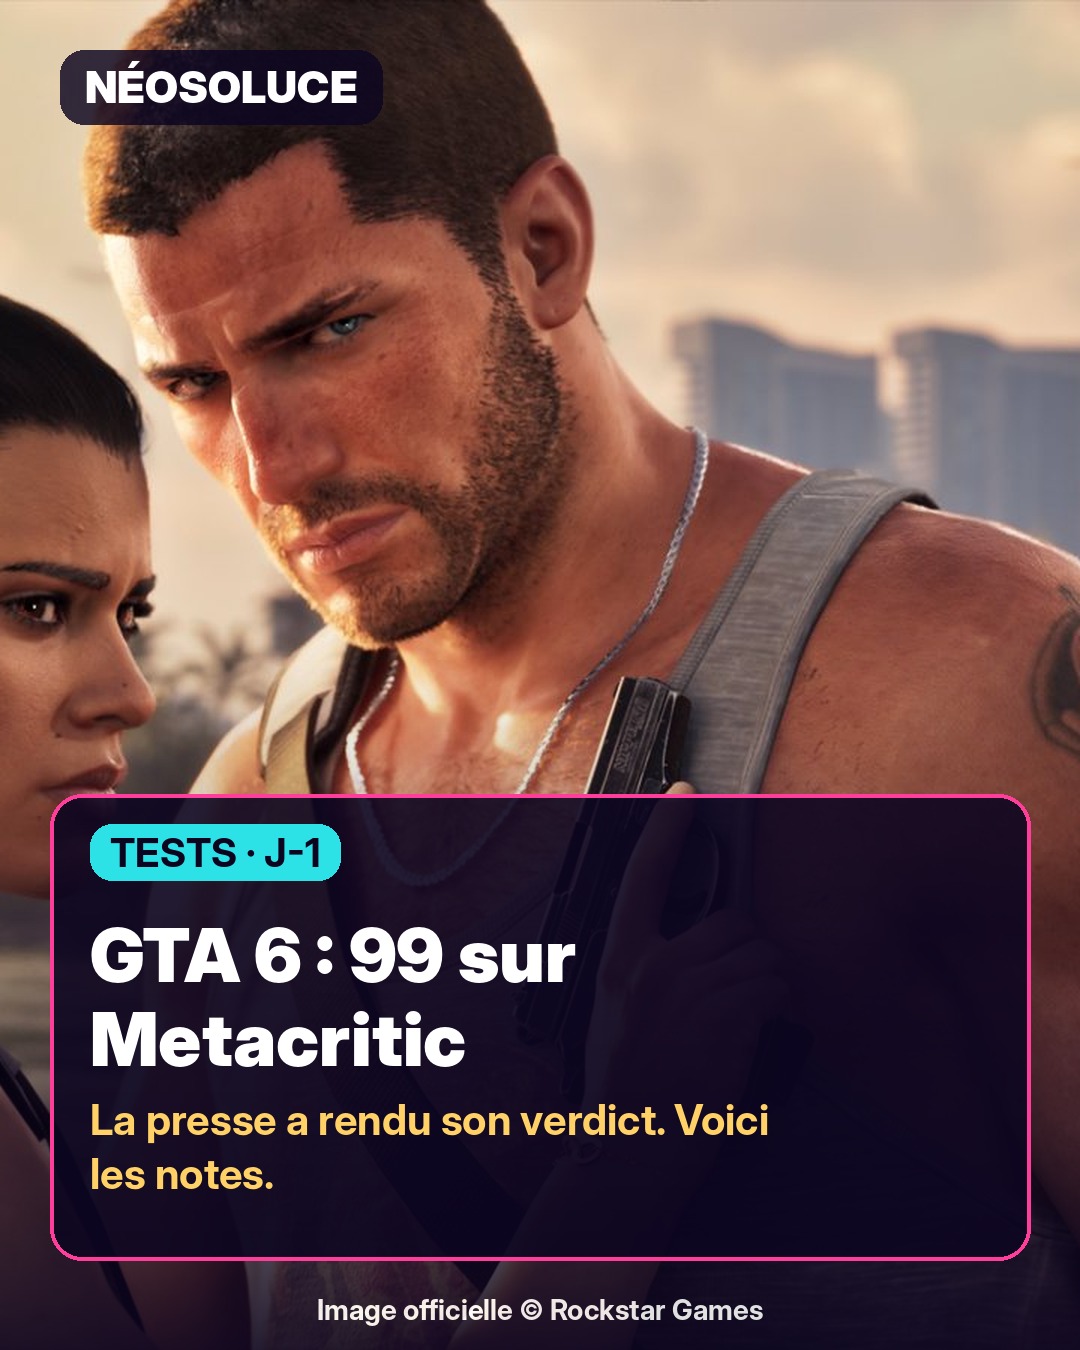 NÉOSOLUCE
TESTS · J-1
GTA 6 : 99 sur
Metacritic
La presse a rendu son verdict. Voici
les notes.
Image officielle © Rockstar Games